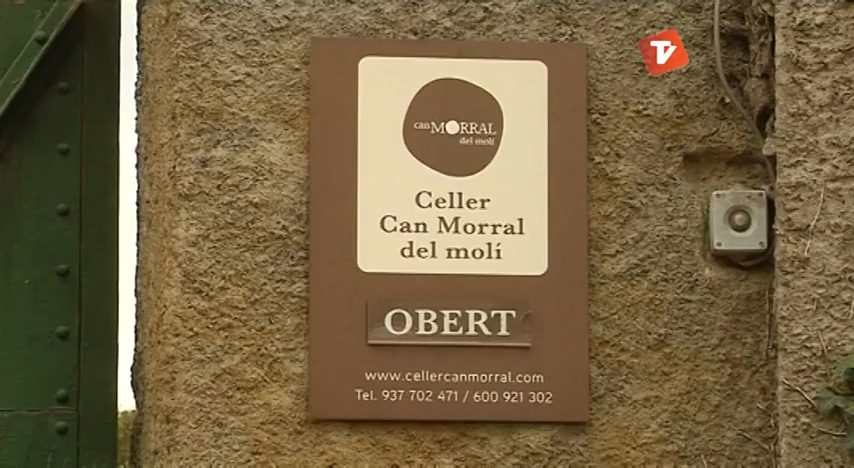 TV
can MORRAL
del molí
Celler
Can Morral
del molí
OBERT
www.cellercanmorral.com
Tel. 937 702 471 / 600 921 302